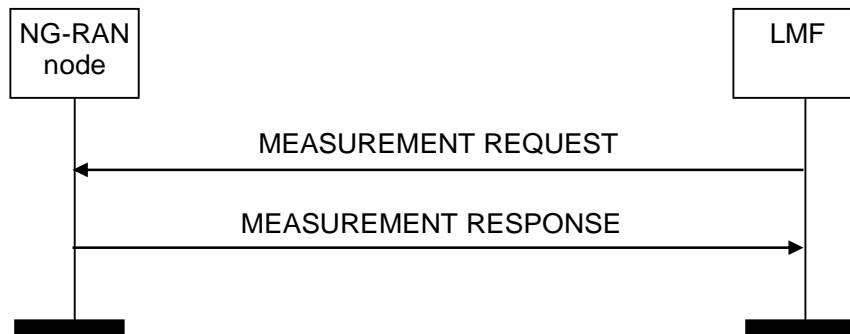 NG-RAN
node
LMF
MEASUREMENT REQUEST
MEASUREMENT RESPONSE